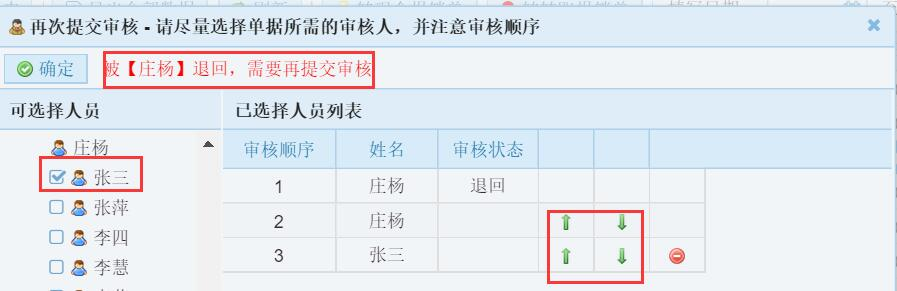 再次提交审核 - 请尽量选择单据所需的审核人，并注意审核顺序
确定 被【庄杨】退回，需要再提交审核
可选择人员
庄杨
张三
张萍
李四
李慧
已选择人员列表
审核顺序 姓名 审核状态
1 庄杨 退回
2 庄杨
3 张三